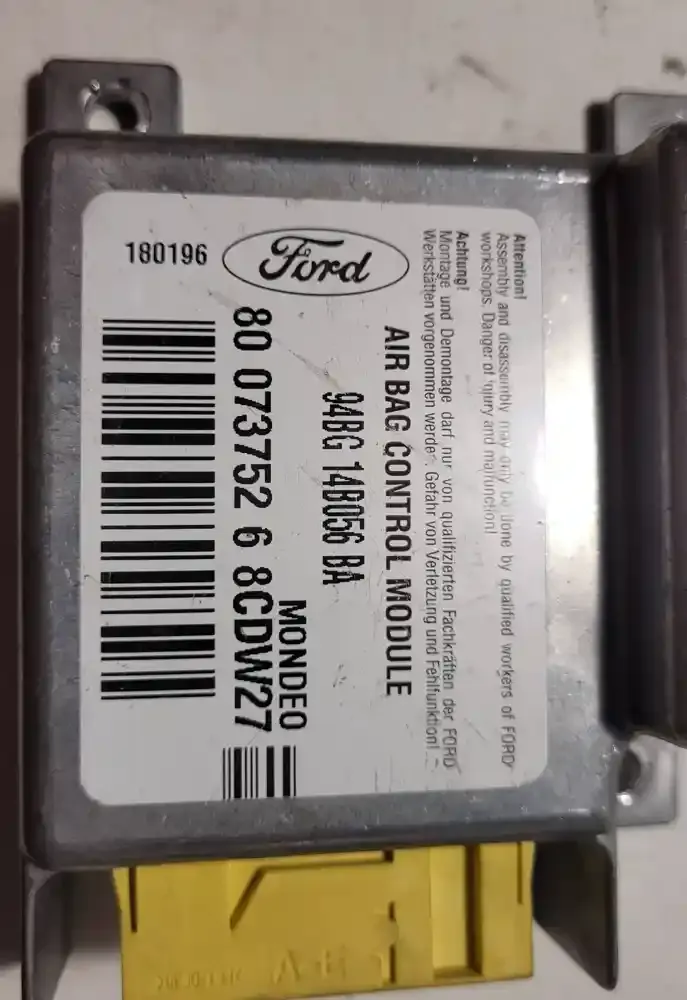 Attention!
Assembly and disassembly may only be done by qualified workers of FORD
workshops. Danger of injury and malfunction!
Achtung!
Montage und Demontage darf nur von qualifizierten Fachkräften der FORD
Werkstätten vorgenommen werden. Gefahr von Verletzung und Fehlfunktion!
AIR BAG CONTROL MODULE
Ford
94BG 14B056 BA
180196
MONDEO
80 073752 6 8CDW27